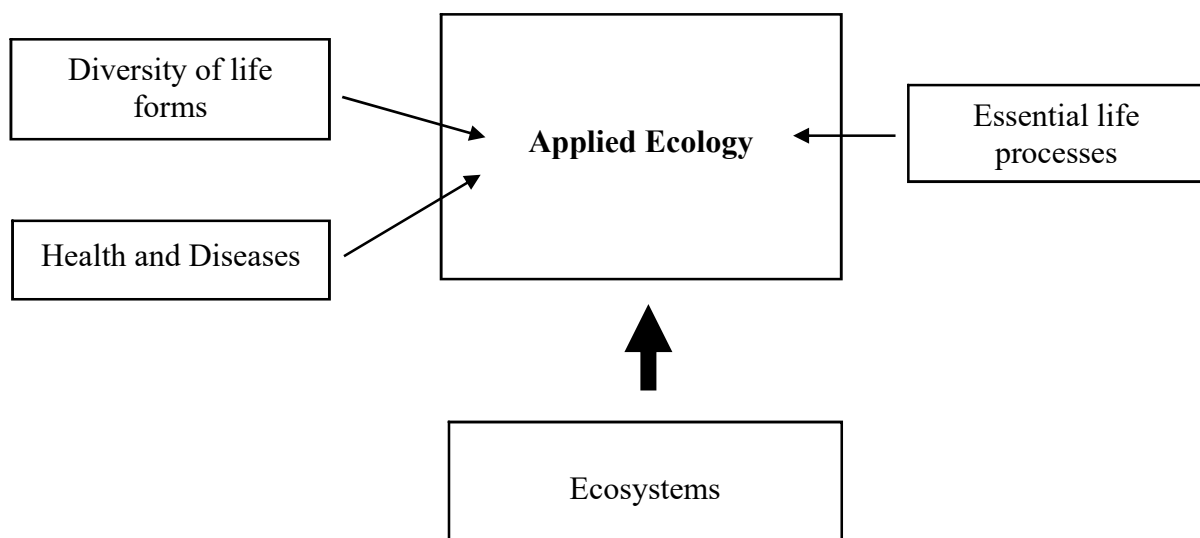 Diversity of life
forms
Applied Ecology
Essential life
processes
Health and Diseases
Ecosystems